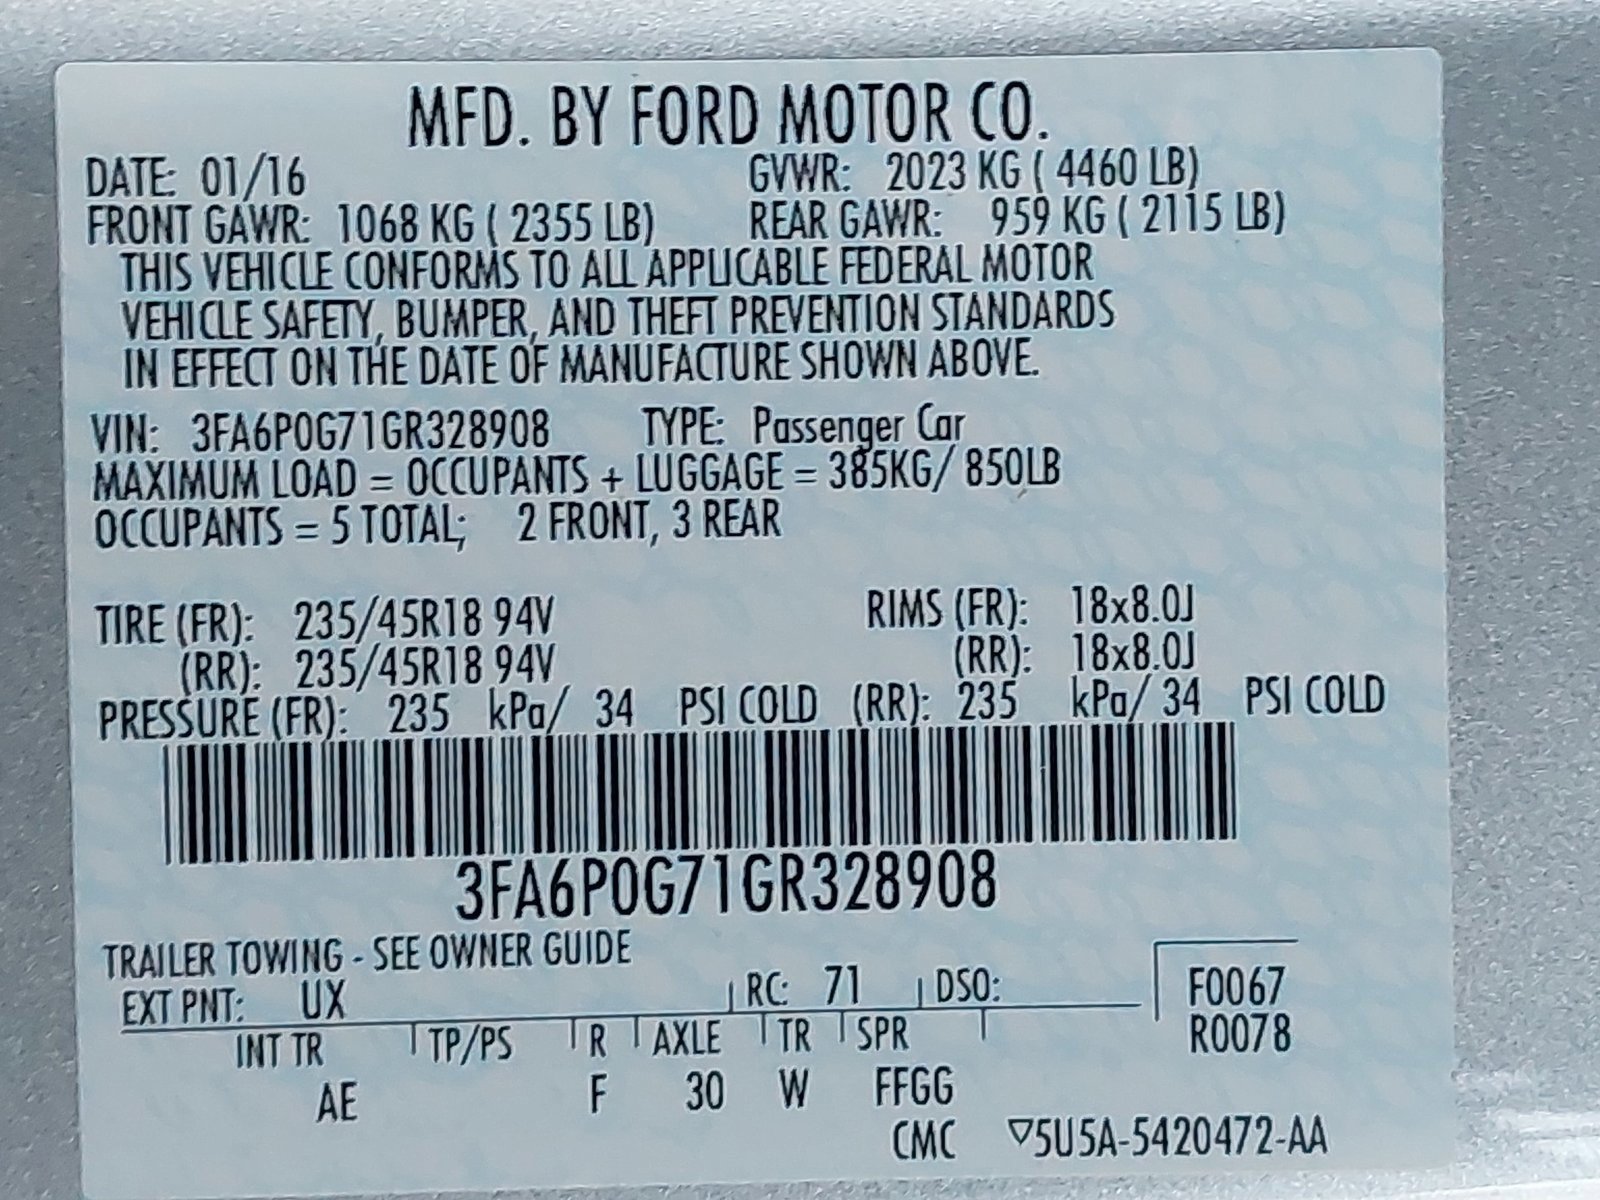 MFD. BY FORD MOTOR CO.
DATE: 01/16 GVWR: 2023 KG ( 4460 LB)
FRONT GAWR: 1068 KG ( 2355 LB) REAR GAWR: 959 KG ( 2115 LB)
THIS VEHICLE CONFORMS TO ALL APPLICABLE FEDERAL MOTOR
VEHICLE SAFETY, BUMPER, AND THEFT PREVENTION STANDARDS
IN EFFECT ON THE DATE OF MANUFACTURE SHOWN ABOVE.
VIN: 3FA6P0G71GR328908 TYPE: Passenger Car
MAXIMUM LOAD = OCCUPANTS + LUGGAGE = 385KG/ 850LB
OCCUPANTS = 5 TOTAL; 2 FRONT, 3 REAR
TIRE (FR): 235/45R18 94V RIMS (FR): 18x8.0J
(RR): 235/45R18 94V (RR): 18x8.0J
PRESSURE (FR): 235 kPa/ 34 PSI COLD (RR): 235 kPa/ 34 PSI COLD
3FA6P0G71GR328908
TRAILER TOWING - SEE OWNER GUIDE
EXT PNT: UX RC: 71 DSO: F0067
INT TR TP/PS R AXLE TR SPR R0078
AE F 30 W FFGG
CMC ▽5U5A-5420472-AA